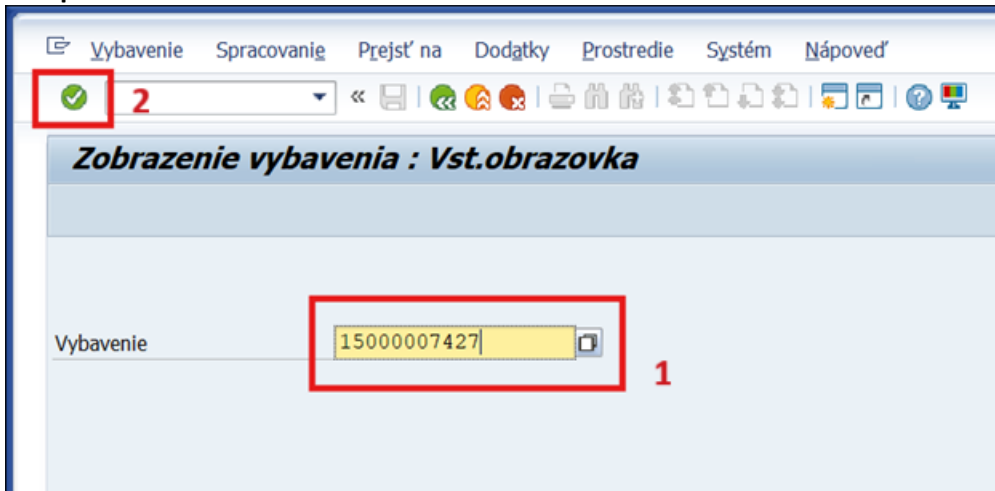 Vybavenie Spracovanie Prejsť na Dodatky Prostredie Systém Nápoveď
2
Zobrazenie vybavenia : Vst.obrazovka
Vybavenie 15000007427
1